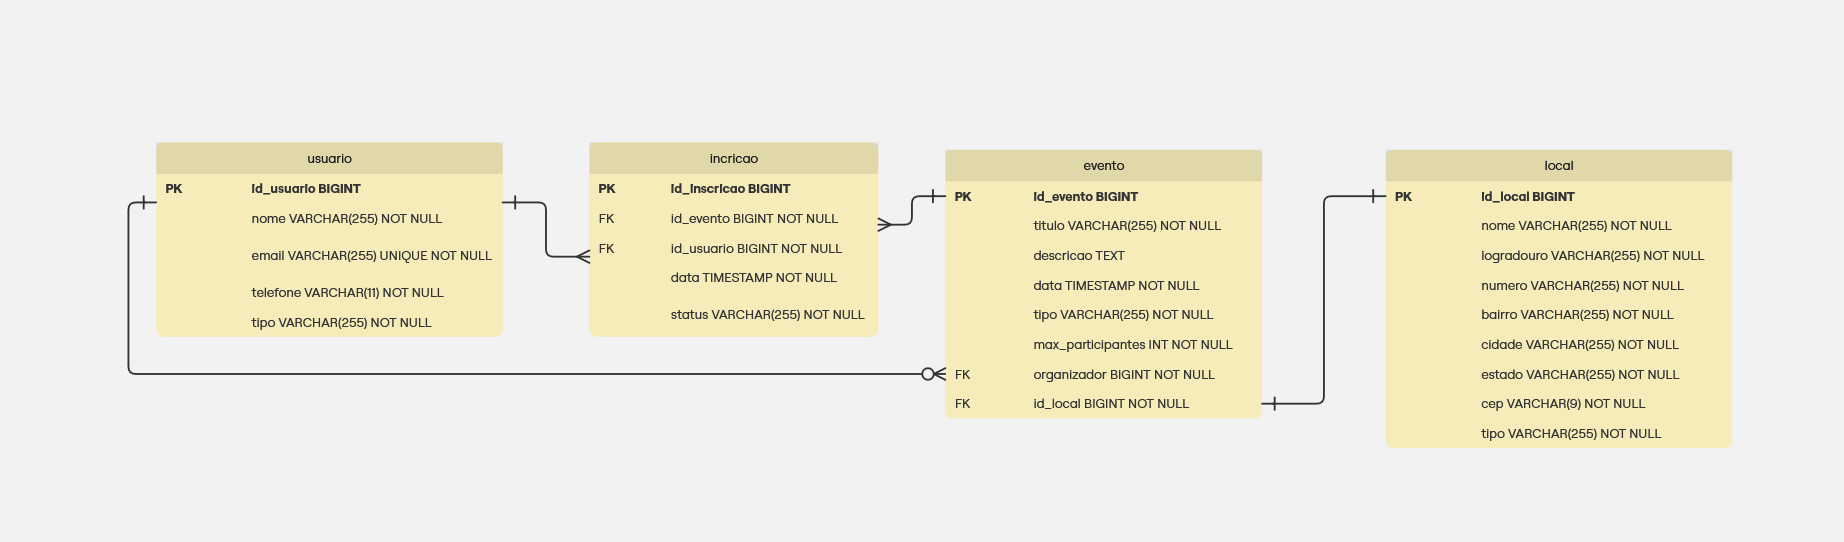 usuario
PK id_usuario BIGINT
nome VARCHAR(255) NOT NULL
email VARCHAR(255) UNIQUE NOT NULL
telefone VARCHAR(11) NOT NULL
tipo VARCHAR(255) NOT NULL
incricao
PK id_inscricao BIGINT
FK id_evento BIGINT NOT NULL
FK id_usuario BIGINT NOT NULL
data TIMESTAMP NOT NULL
status VARCHAR(255) NOT NULL
evento
PK id_evento BIGINT
titulo VARCHAR(255) NOT NULL
descricao TEXT
data TIMESTAMP NOT NULL
tipo VARCHAR(255) NOT NULL
max_participantes INT NOT NULL
FK organizador BIGINT NOT NULL
FK id_local BIGINT NOT NULL
local
PK id_local BIGINT
nome VARCHAR(255) NOT NULL
logradouro VARCHAR(255) NOT NULL
numero VARCHAR(255) NOT NULL
bairro VARCHAR(255) NOT NULL
cidade VARCHAR(255) NOT NULL
estado VARCHAR(255) NOT NULL
cep VARCHAR(9) NOT NULL
tipo VARCHAR(255) NOT NULL